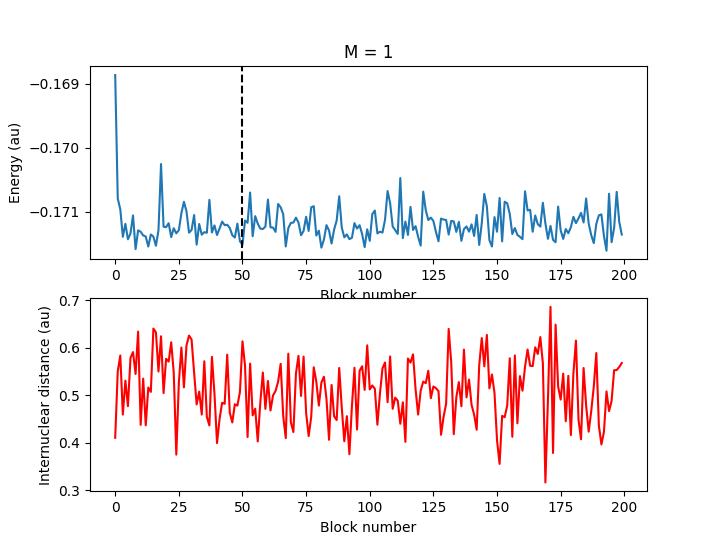 M = 1
Energy (au)
−0.169
−0.170
−0.171
0 25 50 75 100 125 150 175 200
Block number
Internuclear distance (au)
0.7
0.6
0.5
0.4
0.3
0 25 50 75 100 125 150 175 200
Block number